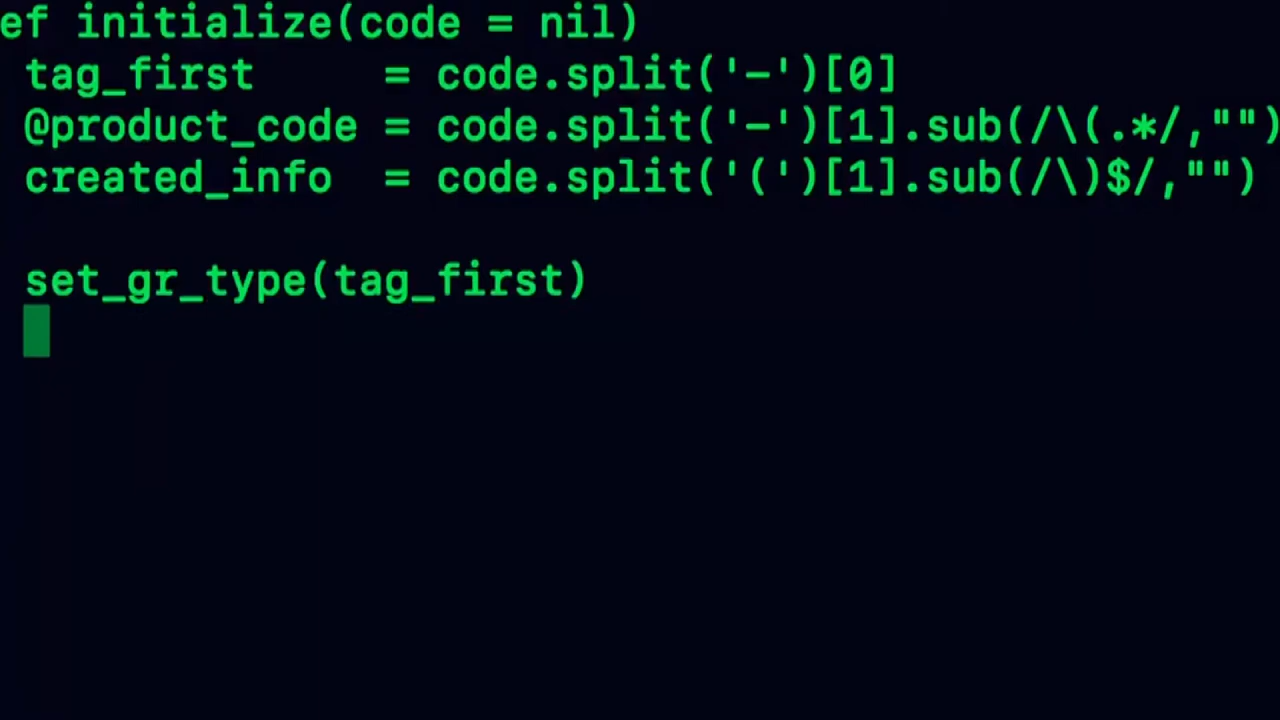 ef initialize(code = nil)
tag_first     = code.split('-')[0]
@product_code = code.split('-')[1].sub(/\(.*/,"")
created_info  = code.split('(')[1].sub(/\)$/,"")
set_gr_type(tag_first)